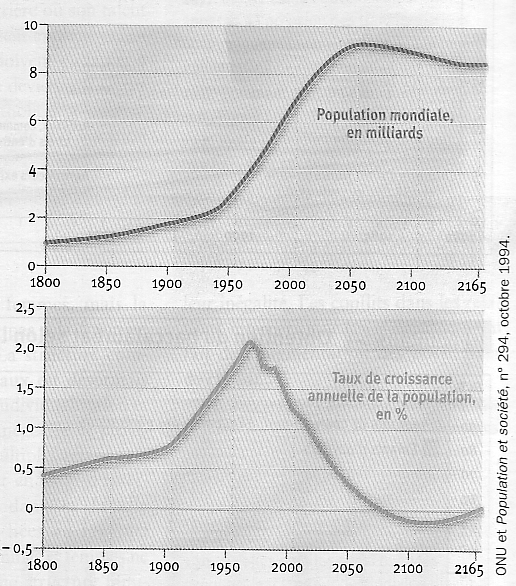 10
8
6
4
2
0
Population mondiale,
en milliards
1800 1850 1900 1950 2000 2050 2100 2165
2,5
2,0
1,5
1,0
0,5
0
-0,5
Taux de croissance
annuelle de la population,
en %
1800 1850 1900 1950 2000 2050 2100 2165
ONU et Population et société, n° 294, octobre 1994.